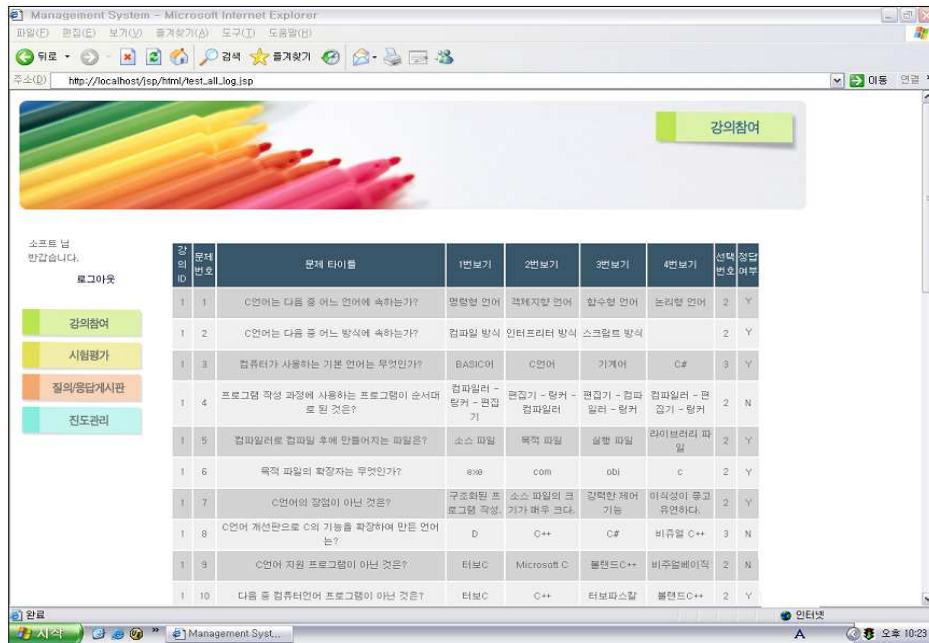 Management System - Microsoft Internet Explorer
파일(F) 편집(E) 보기(V) 즐겨찾기(A) 도구(T) 도움말(H)
뒤로 검색 즐겨찾기
주소(D) http://localhost/jsp/html/test_all_log.jsp 이동 연결 »
강의참여
소프트 님
반갑습니다.
로그아웃
강의참여
시험평가
질의/응답게시판
진도관리
강의 ID 문제 번호 문제 타이틀 1번보기 2번보기 3번보기 4번보기 선택 번호 정답 여부
1 1 C언어는 다음 중 어느 언어에 속하는가? 명령형 언어 객체지향 언어 함수형 언어 논리형 언어 2 Y
1 2 C언어는 다음 중 어느 방식에 속하는가? 컴파일 방식 인터프리터 방식 스크립트 방식 2 Y
1 3 컴퓨터가 사용하는 기본 언어는 무엇인가? BASIC어 C언어 기계어 C# 3 Y
1 4 프로그램 작성 과정에 사용하는 프로그램이 순서대로 된 것은? 컴파일러 - 링커 - 편집기 편집기 - 링커 - 컴파일러 편집기 - 컴파일러 - 링커 컴파일러 - 편집기 - 링커 2 N
1 5 컴파일러로 컴파일 후에 만들어지는 파일은? 소스 파일 목적 파일 실행 파일 라이브러리 파일 2 Y
1 6 목적 파일의 확장자는 무엇인가? exe com obj c 2 Y
1 7 C언어의 장점이 아닌 것은? 구조화된 프로그램 작성. 소스 파일의 크기가 매우 크다. 강력한 제어 기능 이식성이 좋고 유연하다. 2 Y
1 8 C언어 개선판으로 C의 기능을 확장하여 만든 언어는? D C++ C# 비쥬얼 C++ 3 N
1 9 C언어 지원 프로그램이 아닌 것은? 터보C Microsoft C 볼랜드C++ 비주얼베이직 2 N
1 10 다음 중 컴퓨터언어 프로그램이 아닌 것은? 터보C C++ 터보파스칼 볼랜드C++ 2 Y
완료 인터넷
시작 » Management Syst... A 오후 10:23